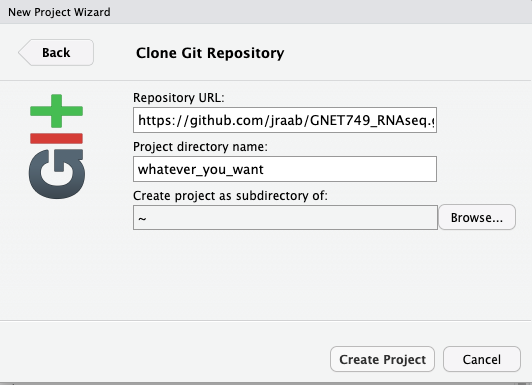 New Project Wizard
Back
Clone Git Repository
git
Repository URL:
https://github.com/jraab/GNET749_RNAseq.g
Project directory name:
whatever_you_want
Create project as subdirectory of:
~
Browse...
Create Project
Cancel